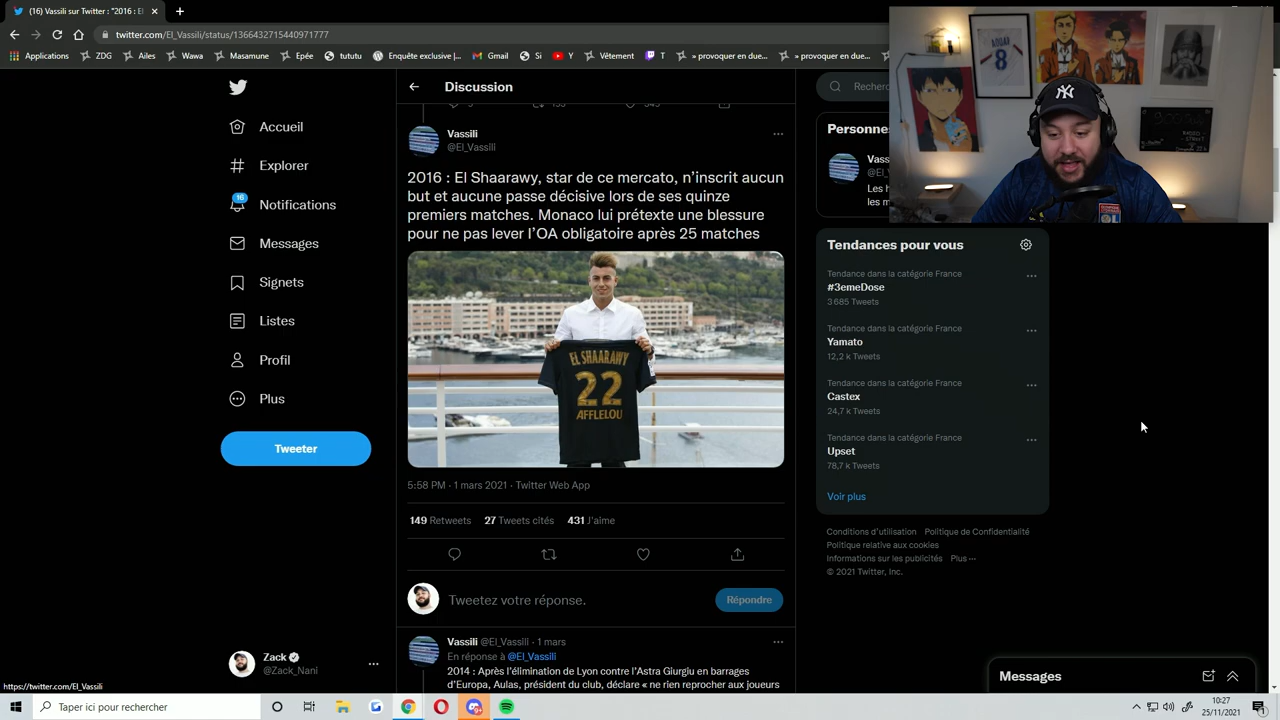 (16) Vassili sur Twitter : "2016 : El
twitter.com/El_Vassili/status/1366432715440971777
Applications
ZDG
Ailes
Wawa
Masamune
Epée
tututu
Enquête exclusive |...
Gmail
Si
Y
Vêtement
T
» provoquer en due...
» provoquer en due...
Accueil
Explorer
16
Notifications
Messages
Signets
Listes
Profil
Plus
Tweeter
Zack
@Zack_Nani
https://twitter.com/El_Vassili
Discussion
Vassili
@El_Vassili
2016 : El Shaarawy, star de ce mercato, n'inscrit aucun
but et aucune passe décisive lors de ses quinze
premiers matches. Monaco lui prétexte une blessure
pour ne pas lever l'OA obligatoire après 25 matches
EL SHAARAWY
22
AFFLELOU
5:58 PM · 1 mars 2021 · Twitter Web App
149 Retweets 27 Tweets cités 431 J'aime
Tweetez votre réponse.
Répondre
Vassili @El_Vassili · 1 mars
En réponse à @El_Vassili
2014 : Après l'élimination de Lyon contre l'Astra Giurgiu en barrages
d'Europa, Aulas, président du club, déclare « ne rien reprocher aux joueurs
Recherc
Personne
Vass
@El_V
Les h
les m
Tendances pour vous
Tendance dans la catégorie France
#3emeDose
3 685 Tweets
Tendance dans la catégorie France
Yamato
12,2 k Tweets
Tendance dans la catégorie France
Castex
24,7 k Tweets
Tendance dans la catégorie France
Upset
78,7 k Tweets
Voir plus
Conditions d'utilisation Politique de Confidentialité
Politique relative aux cookies
Informations sur les publicités Plus ···
© 2021 Twitter, Inc.
8
Messages
Taper ici pour rechercher
10:27
25/11/2021
1